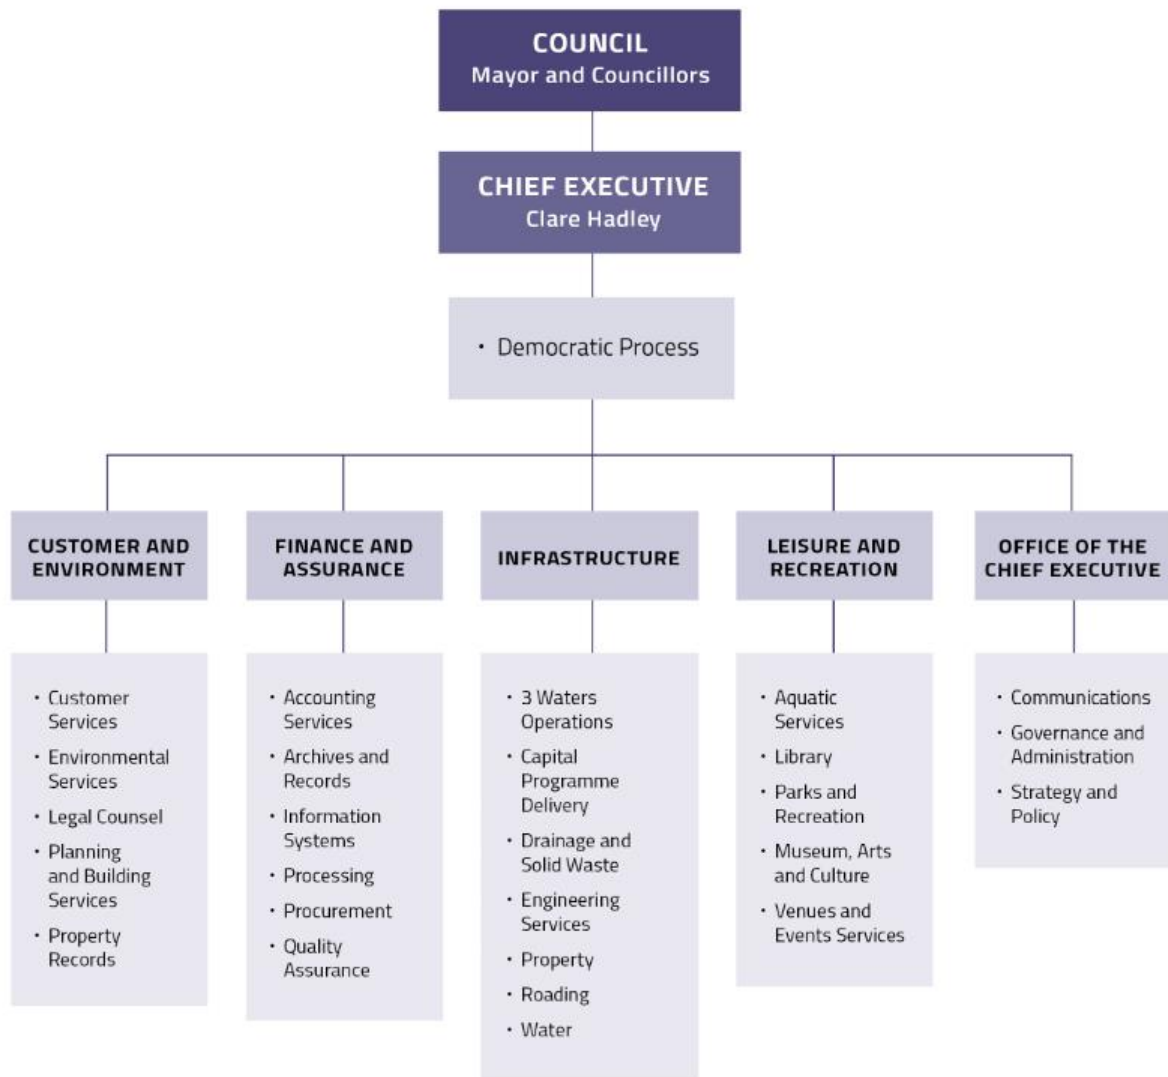 COUNCIL
Mayor and Councillors
CHIEF EXECUTIVE
Clare Hadley
• Democratic Process
CUSTOMER AND
ENVIRONMENT
• Customer
Services
• Environmental
Services
• Legal Counsel
• Planning
and Building
Services
• Property
Records
FINANCE AND
ASSURANCE
• Accounting
Services
• Archives and
Records
• Information
Systems
• Processing
• Procurement
• Quality
Assurance
INFRASTRUCTURE
• 3 Waters
Operations
• Capital
Programme
Delivery
• Drainage and
Solid Waste
• Engineering
Services
• Property
• Roading
• Water
LEISURE AND
RECREATION
• Aquatic
Services
• Library
• Parks and
Recreation
• Museum, Arts
and Culture
• Venues and
Events Services
OFFICE OF THE
CHIEF EXECUTIVE
• Communications
• Governance and
Administration
• Strategy and
Policy